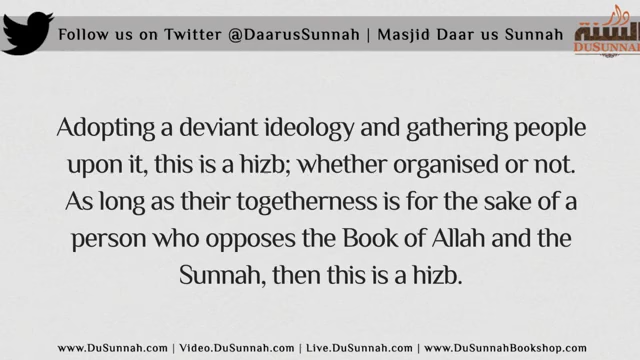 Follow us on Twitter @DaarusSunnah | Masjid Daar us Sunnah
دار
السنة
DUSUNNAH
Adopting a deviant ideology and gathering people
upon it, this is a hizb; whether organised or not.
As long as their togetherness is for the sake of a
person who opposes the Book of Allah and the
Sunnah, then this is a hizb.
www.DuSunnah.com | Video.DuSunnah.com | Live.DuSunnah.com | www.DuSunnahBookshop.com